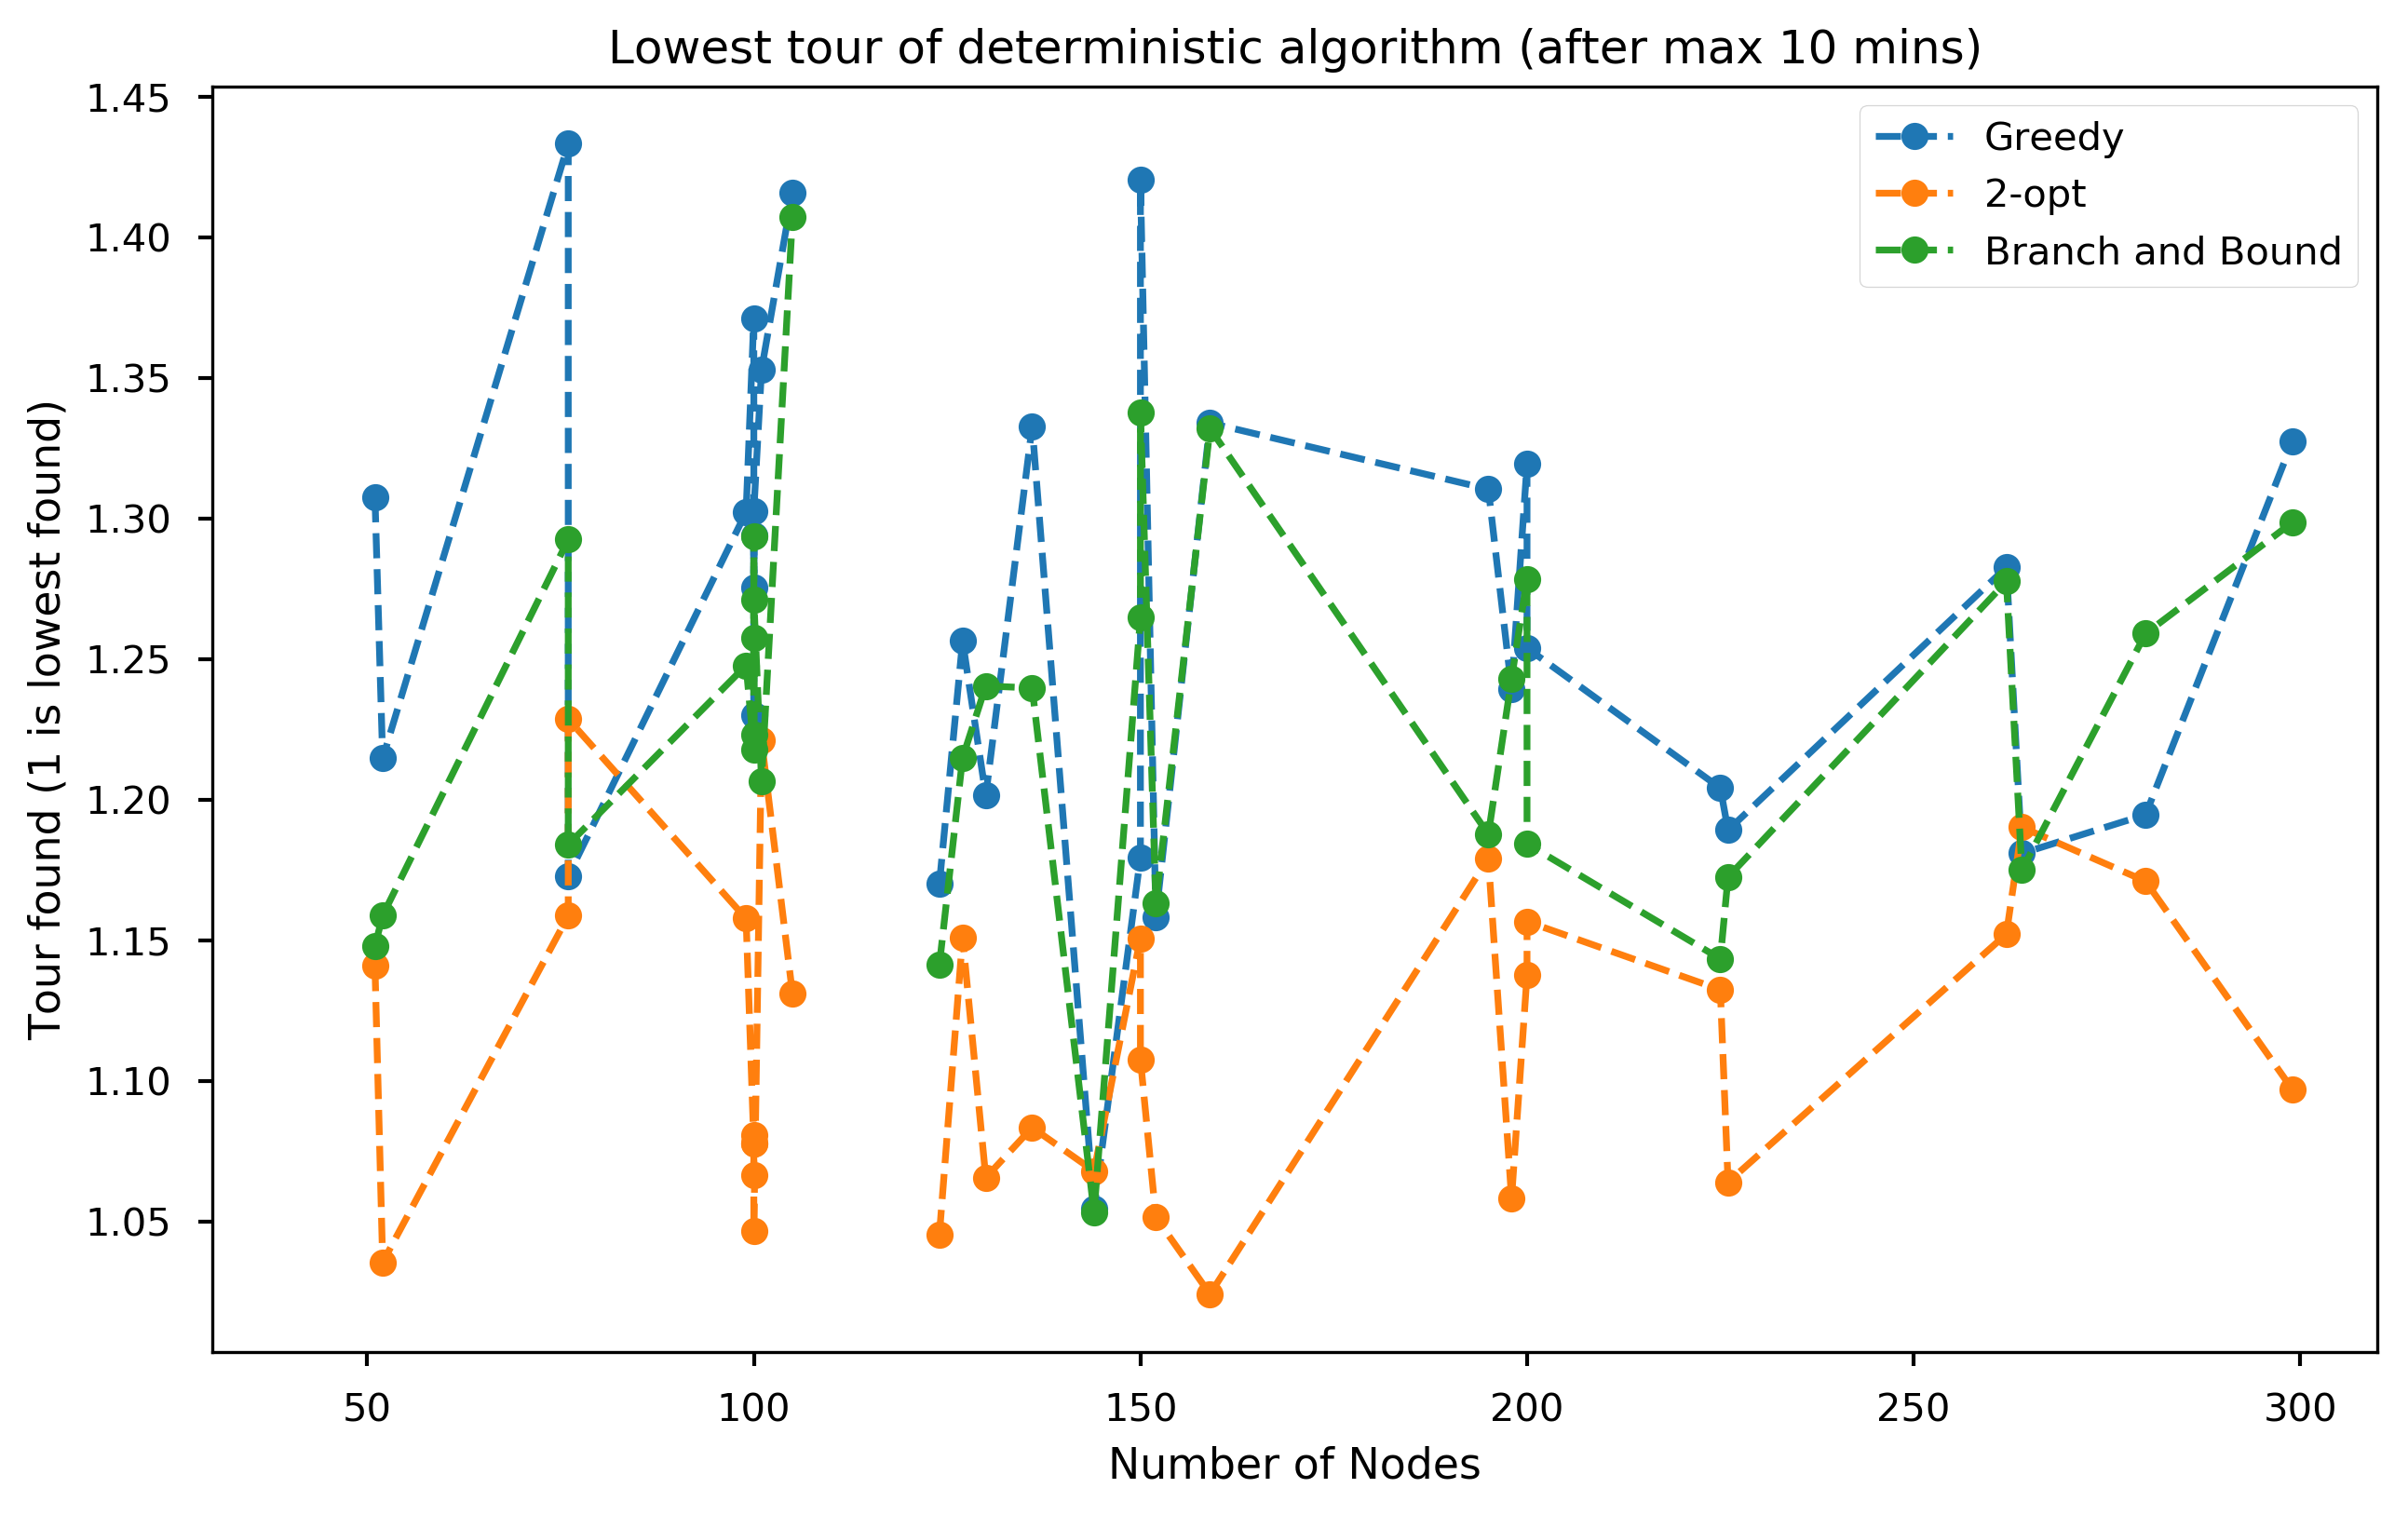 Lowest tour of deterministic algorithm (after max 10 mins)
Tour found (1 is lowest found)
1.45
1.40
1.35
1.30
1.25
1.20
1.15
1.10
1.05
Greedy
2-opt
Branch and Bound
50
100
150
200
250
300
Number of Nodes